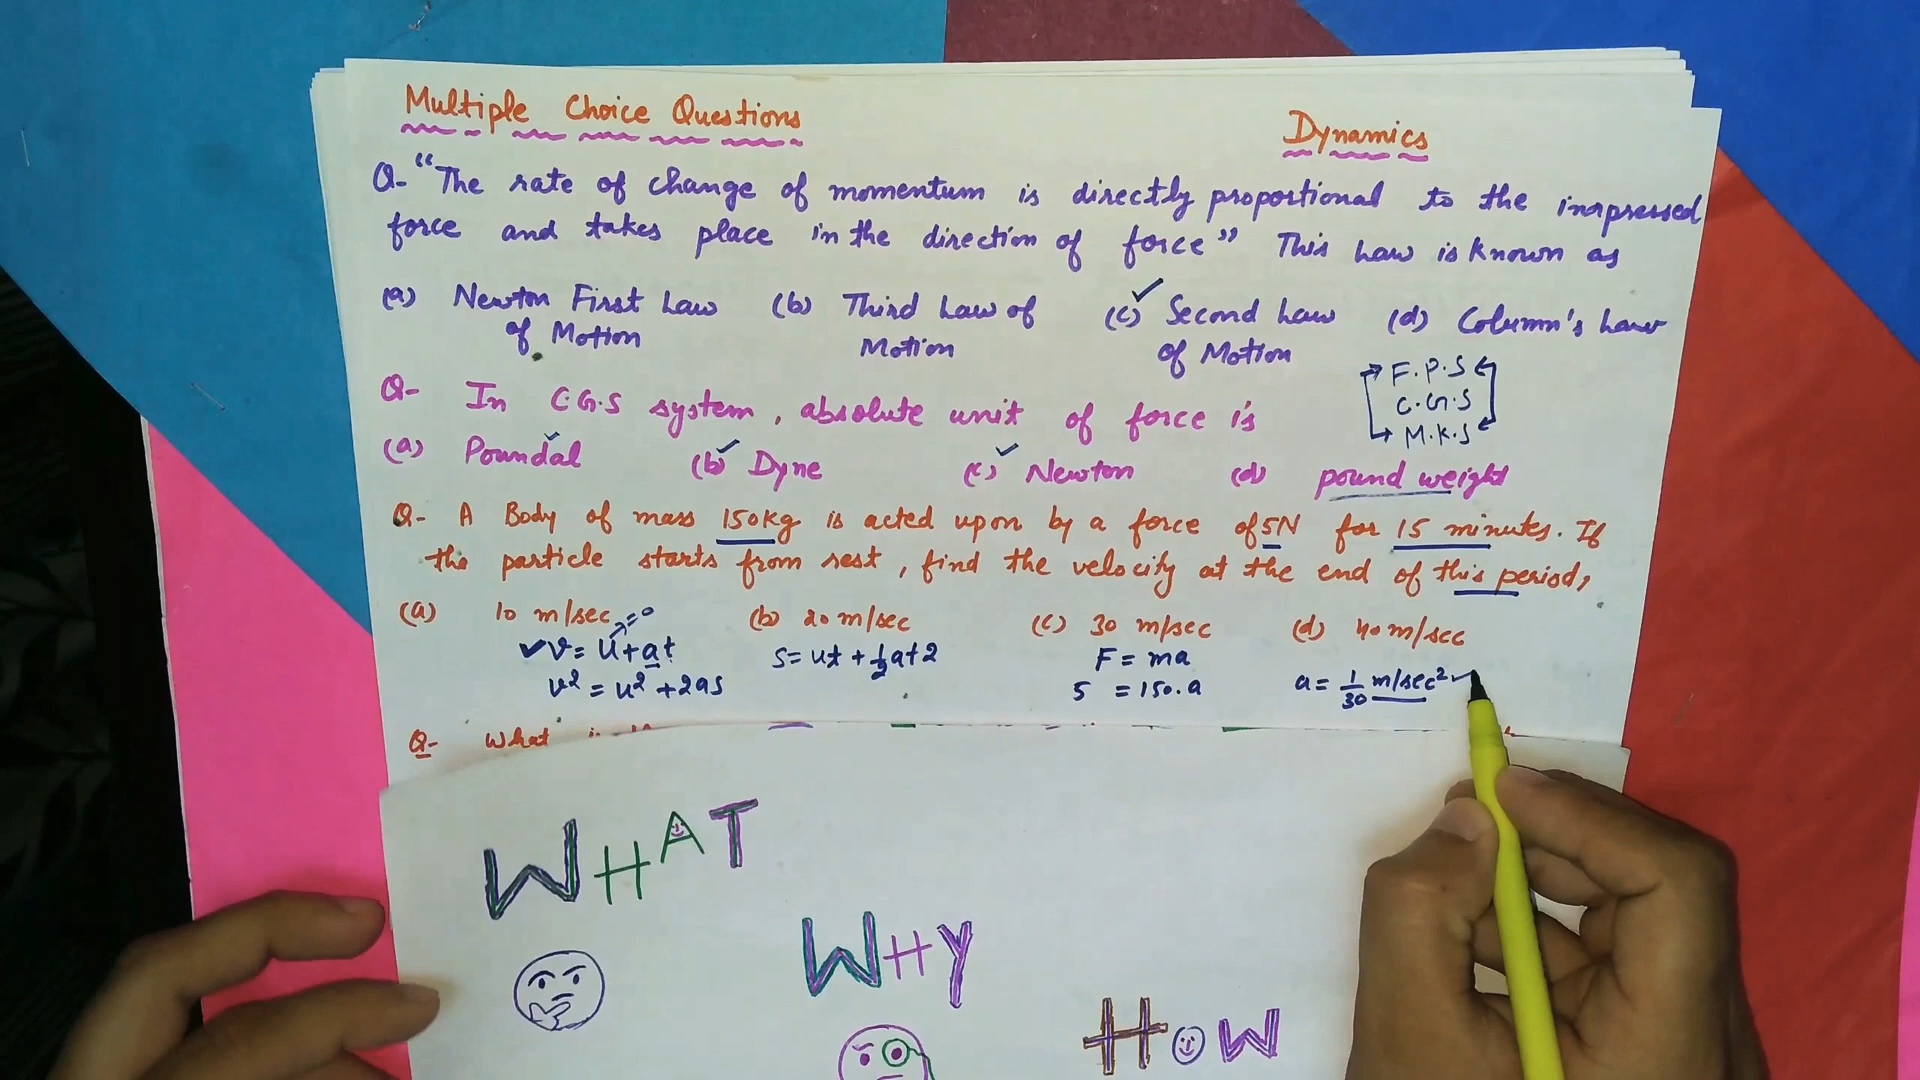 Multiple Choice Questions
Dynamics
Q- "The rate of change of momentum is directly proportional to the impressed
force and takes place in the direction of force" This Law is known as
(a) Newton First Law of Motion
(b) Third Law of Motion
(c) Second Law of Motion
(d) Column's Law
F.P.S
C.G.S
M.K.S
Q- In C.G.S system, absolute unit of force is
(a) Poundal (b) Dyne (c) Newton (d) pound weight
Q- A Body of mass 150kg is acted upon by a force of 5N for 15 minutes. If
the particle starts from rest, find the velocity at the end of this period,
(a) 10 m/sec (b) 20 m/sec (c) 30 m/sec (d) 40 m/sec
=0
v = u+at
S= ut + 1/2 at2
F = ma
v² = u² +2as
5 = 150.a
a = 1/30 m/sec²
Q- What
WHAT
WHY
HOW